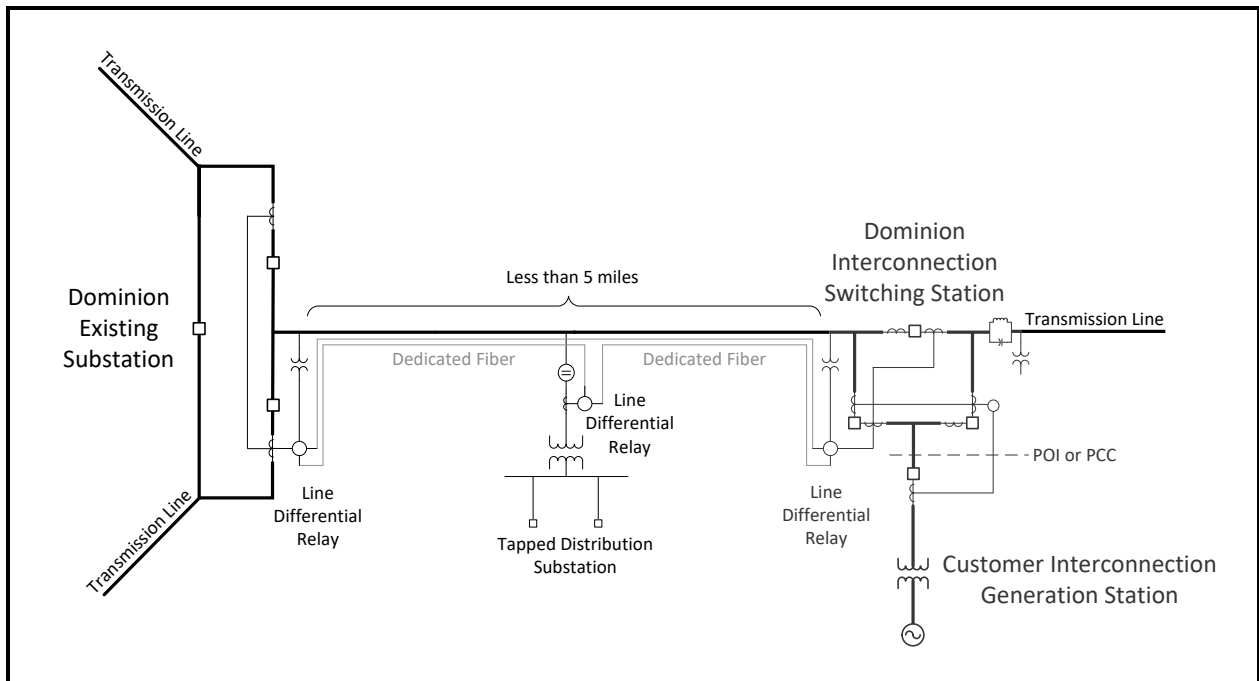 Transmission Line
Dominion
Existing
Substation
Transmission Line
Less than 5 miles
Dedicated Fiber
Dedicated Fiber
Line
Differential
Relay
Line
Differential
Relay
Tapped Distribution
Substation
Line
Differential
Relay
Dominion
Interconnection
Switching Station
Transmission Line
POI or PCC
Customer Interconnection
Generation Station